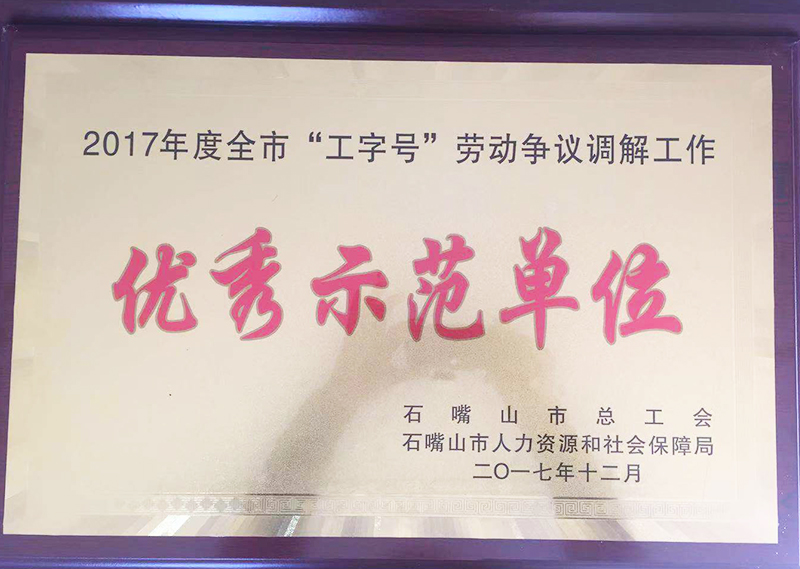 2017年度全市“工字号”劳动争议调解工作
优秀示范单位
石嘴山市总工会
石嘴山市人力资源和社会保障局
二〇一七年十二月